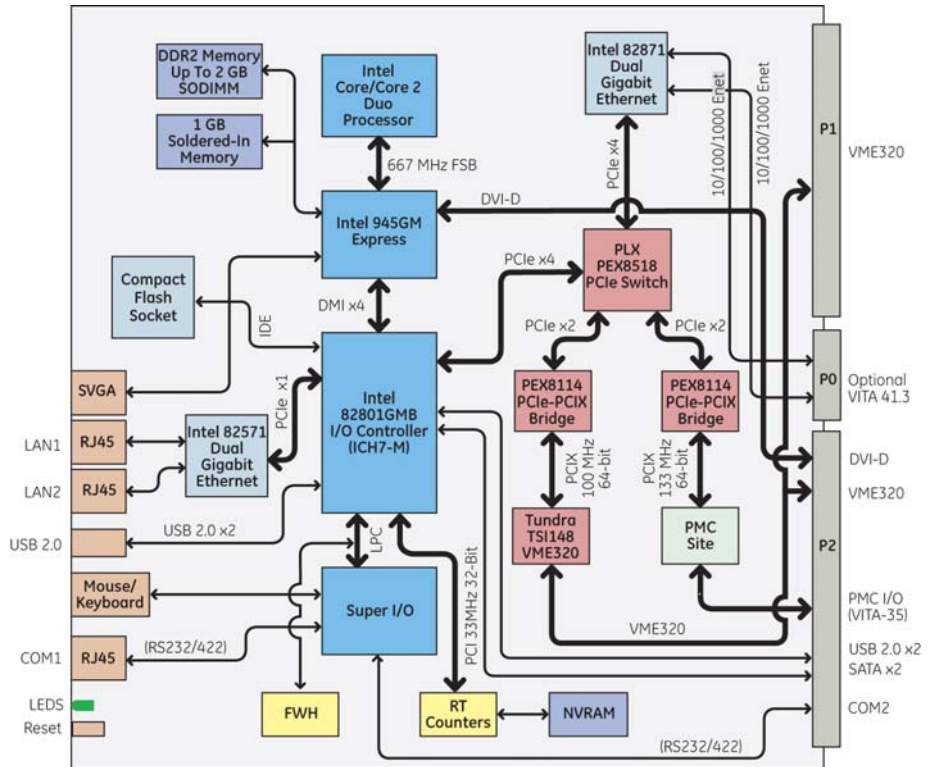 DDR2 Memory
Up To 2 GB
SODIMM
1 GB
Soldered-In
Memory
Intel
Core/Core 2
Duo
Processor
667 MHz FSB
Intel 82871
Dual
Gigabit
Ethernet
10/100/1000 Enet
10/100/1000 Enet
P1
VME320
PCIe x4
DVI-D
Intel 945GM
Express
PLX
PEX8518
PCIe Switch
PCIe x4
Compact
Flash
Socket
IDE
DMI x4
PCIe x2
PCIe x2
SVGA
PCIe x1
Intel
82801GMB
I/O Controller
(ICH7-M)
PEX8114
PCIe-PCIX
Bridge
PEX8114
PCIe-PCIX
Bridge
P0
Optional
VITA 41.3
LAN1
RJ45
LAN2
RJ45
Intel 82571
Dual
Gigabit
Ethernet
PCIX
100 MHz
64-bit
PCIX
133 MHz
64-bit
DVI-D
VME320
P2
USB 2.0
USB 2.0 x2
LPC
Tundra
TSI148
VME320
PMC
Site
Mouse/
Keyboard
Super I/O
PCI 33MHz 32-Bit
VME320
PMC I/O
(VITA-35)
COM1
RJ45
(RS232/422)
USB 2.0 x2
SATA x2
LEDS
Reset
FWH
RT
Counters
NVRAM
(RS232/422)
COM2